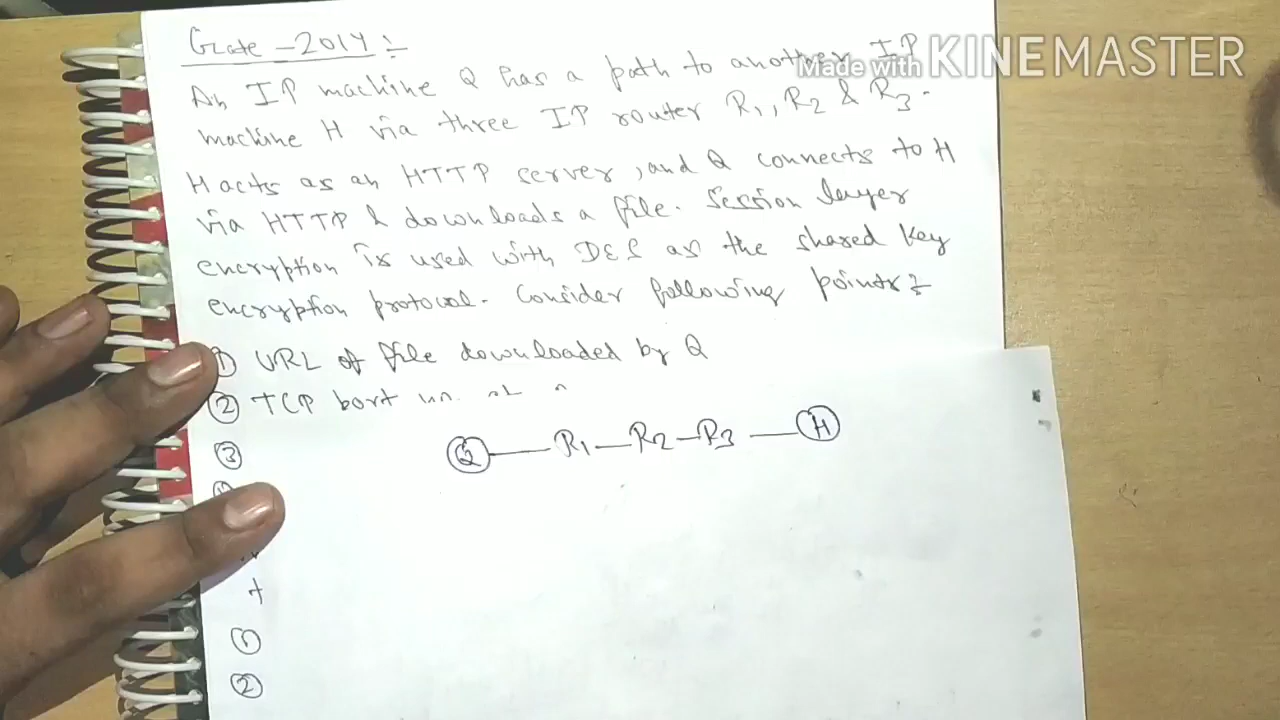 Gate - 2014 :-
An IP machine Q has a path to another IP
machine H via three IP router R1, R2 & R3.
H acts as an HTTP server, and Q connects to H
via HTTP & downloads a file. Session layer
encryption is used with DES as the shared key
encryption protocol. Consider following points :-
① URL of file downloaded by Q
② TCP port no. at
③
Q R1 R2 R3 H
①
②
Made with KINEMASTER